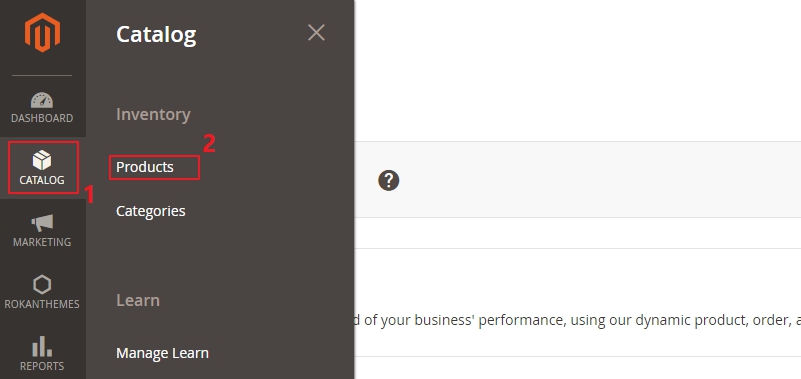 DASHBOARD
CATALOG
1
MARKETING
ROKANTHEMES
REPORTS
Catalog
Inventory
2
Products
Categories
Learn
Manage Learn
?
d of your business' performance, using our dynamic product, order, a